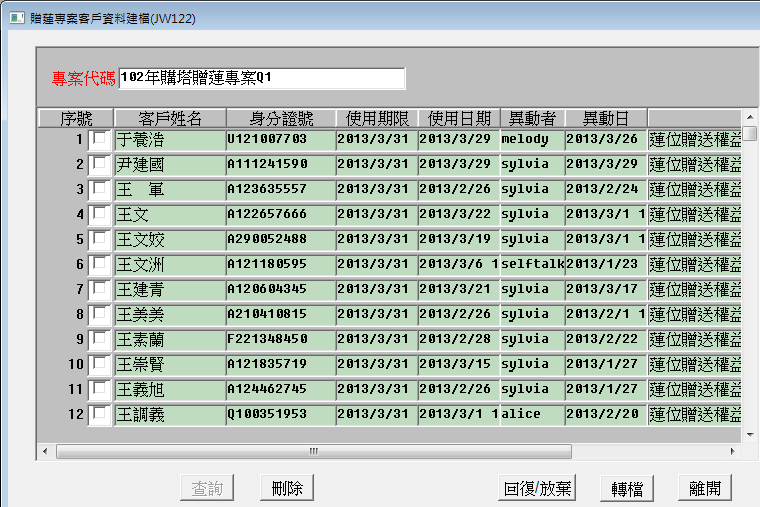 贈蓮專案客戶資料建檔(JW122)
專案代碼 102年購塔贈蓮專案Q1
序號 客戶姓名 身分證號 使用期限 使用日期 異動者 異動日
1 于養浩 U121007703 2013/3/31 2013/3/29 melody 2013/3/26 蓮位贈送權益
2 尹建國 A111241590 2013/3/31 2013/3/29 sylvia 2013/3/29 蓮位贈送權益
3 王 軍 A123635557 2013/3/31 2013/2/26 sylvia 2013/2/24 蓮位贈送權益
4 王文 A122657666 2013/3/31 2013/3/22 sylvia 2013/3/1 1 蓮位贈送權益
5 王文姣 A290052488 2013/3/31 2013/3/19 sylvia 2013/3/1 1 蓮位贈送權益
6 王文洲 A121180595 2013/3/31 2013/3/6 1 selftalk 2013/1/23 蓮位贈送權益
7 王建青 A120604345 2013/3/31 2013/3/21 sylvia 2013/3/17 蓮位贈送權益
8 王美美 A210410815 2013/3/31 2013/2/26 sylvia 2013/2/1 1 蓮位贈送權益
9 王素蘭 F221348450 2013/3/31 2013/2/28 sylvia 2013/2/22 蓮位贈送權益
10 王崇賢 A121835719 2013/3/31 2013/3/15 sylvia 2013/1/27 蓮位贈送權益
11 王義旭 A124462745 2013/3/31 2013/2/26 sylvia 2013/1/27 蓮位贈送權益
12 王調義 Q100351953 2013/3/31 2013/3/1 1 alice 2013/2/20 蓮位贈送權益
查詢 刪除 回復/放棄 轉檔 離開